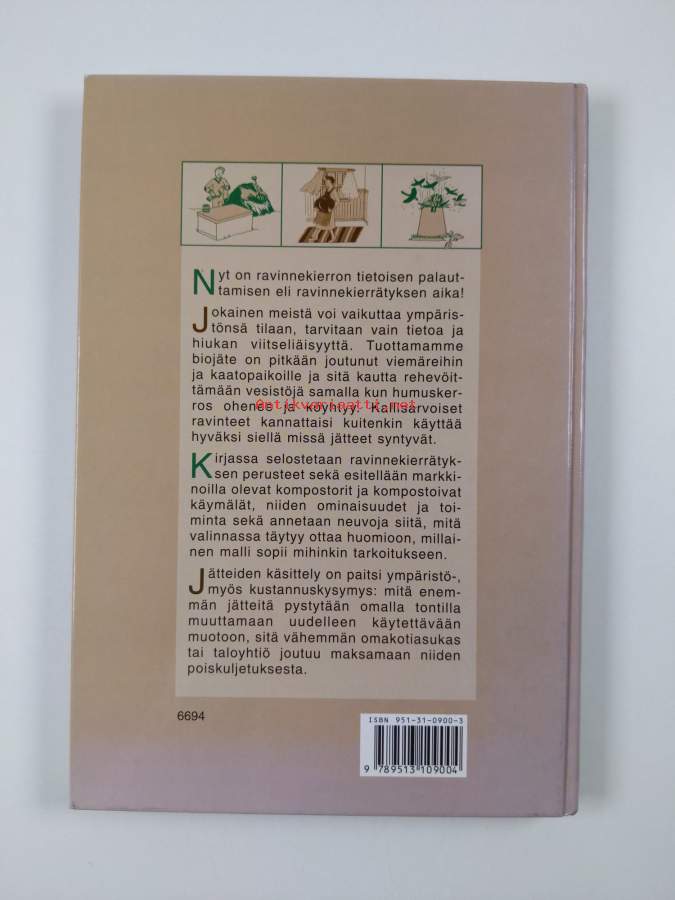 Nyt on ravinnekierron tietoisen palaut-
tamisen eli ravinnekierrätyksen aika!
Jokainen meistä voi vaikuttaa ympäris-
tönsä tilaan, tarvitaan vain tietoa ja
hiukan viitseliäisyyttä. Tuottamamme
biojäte on pitkään joutunut viemäreihin
ja kaatopaikoille ja sitä kautta rehevöit-
tämään vesistöjä samalla kun humusker-
Antikvariaatti.net
ros ohenee ja köyhtyy. Kallisarvoiset
ravinteet kannattaisi kuitenkin käyttää
hyväksi siellä missä jätteet syntyvät.
Kirjassa selostetaan ravinnekierrätyk-
sen perusteet sekä esitellään markki-
noilla olevat kompostorit ja kompostoivat
käymälät, niiden ominaisuudet ja toi-
minta sekä annetaan neuvoja siitä, mitä
valinnassa täytyy ottaa huomioon, millai-
nen malli sopii mihinkin tarkoitukseen.
Jätteiden käsittely on paitsi ympäristö-,
myös kustannuskysymys: mitä enem-
män jätteitä pystytään omalla tontilla
muuttamaan uudelleen käytettävään
muotoon, sitä vähemmän omakotiasukas
tai taloyhtiö joutuu maksamaan niiden
poiskuljetuksesta.
6694
ISBN 951-31-0900-3
9 789513 109004